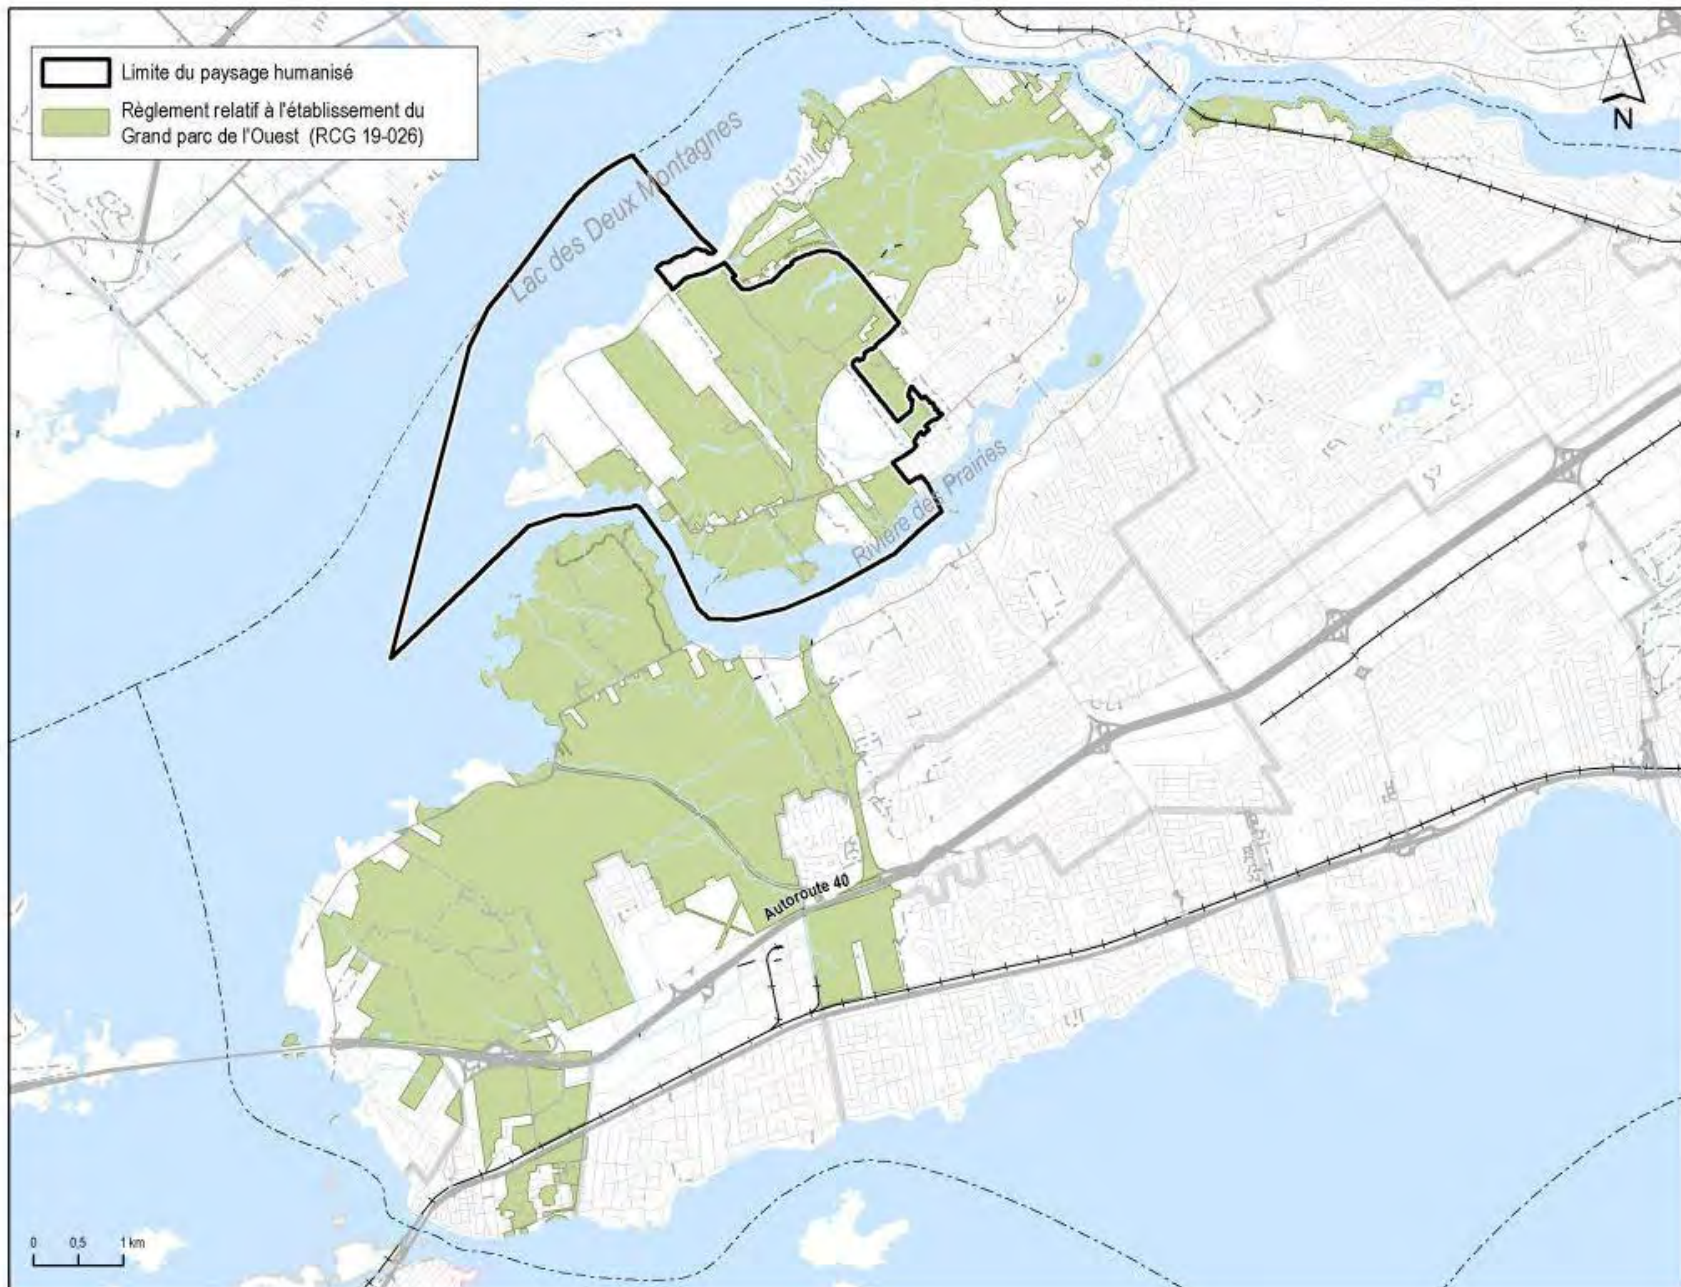 Limite du paysage humanisé
Règlement relatif à l'établissement du
Grand parc de l'Ouest (RCG 19-026)
N
Lac des Deux Montagnes
Rivière des Prairies
Autoroute 40
0 0,5 1 km